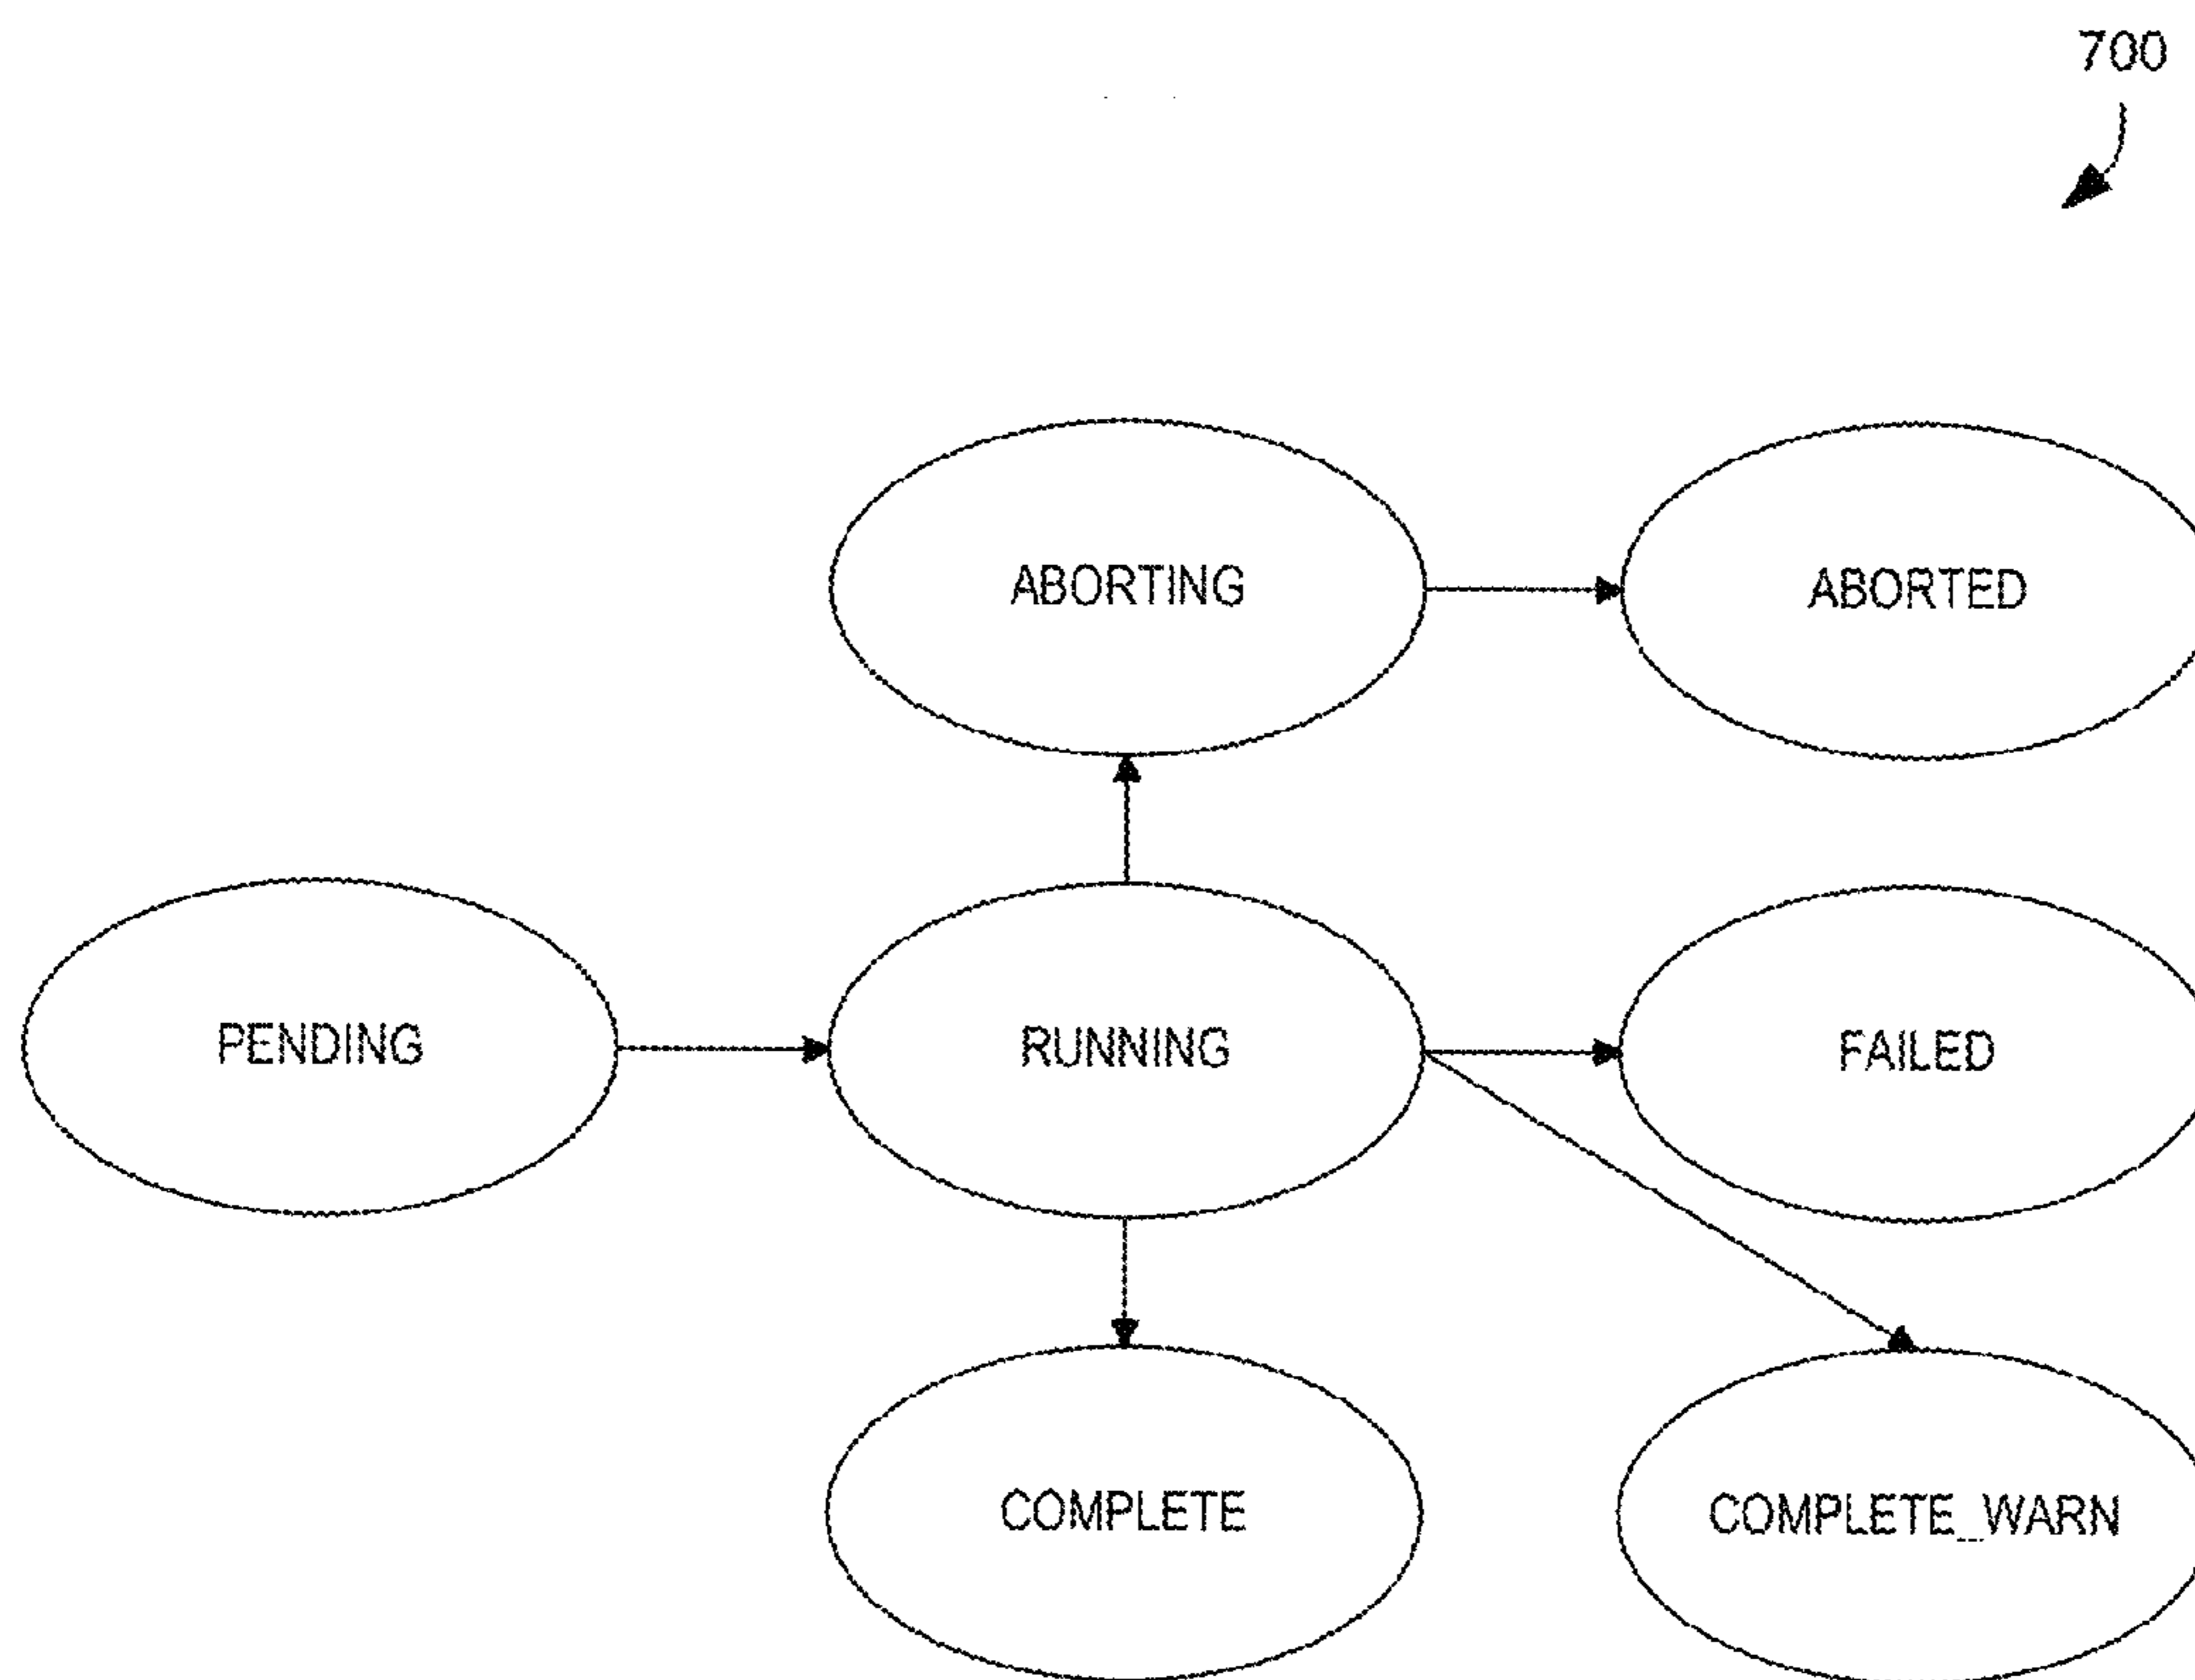 700
ABORTING
ABORTED
PENDING
RUNNING
FAILED
COMPLETE
COMPLETE_WARN